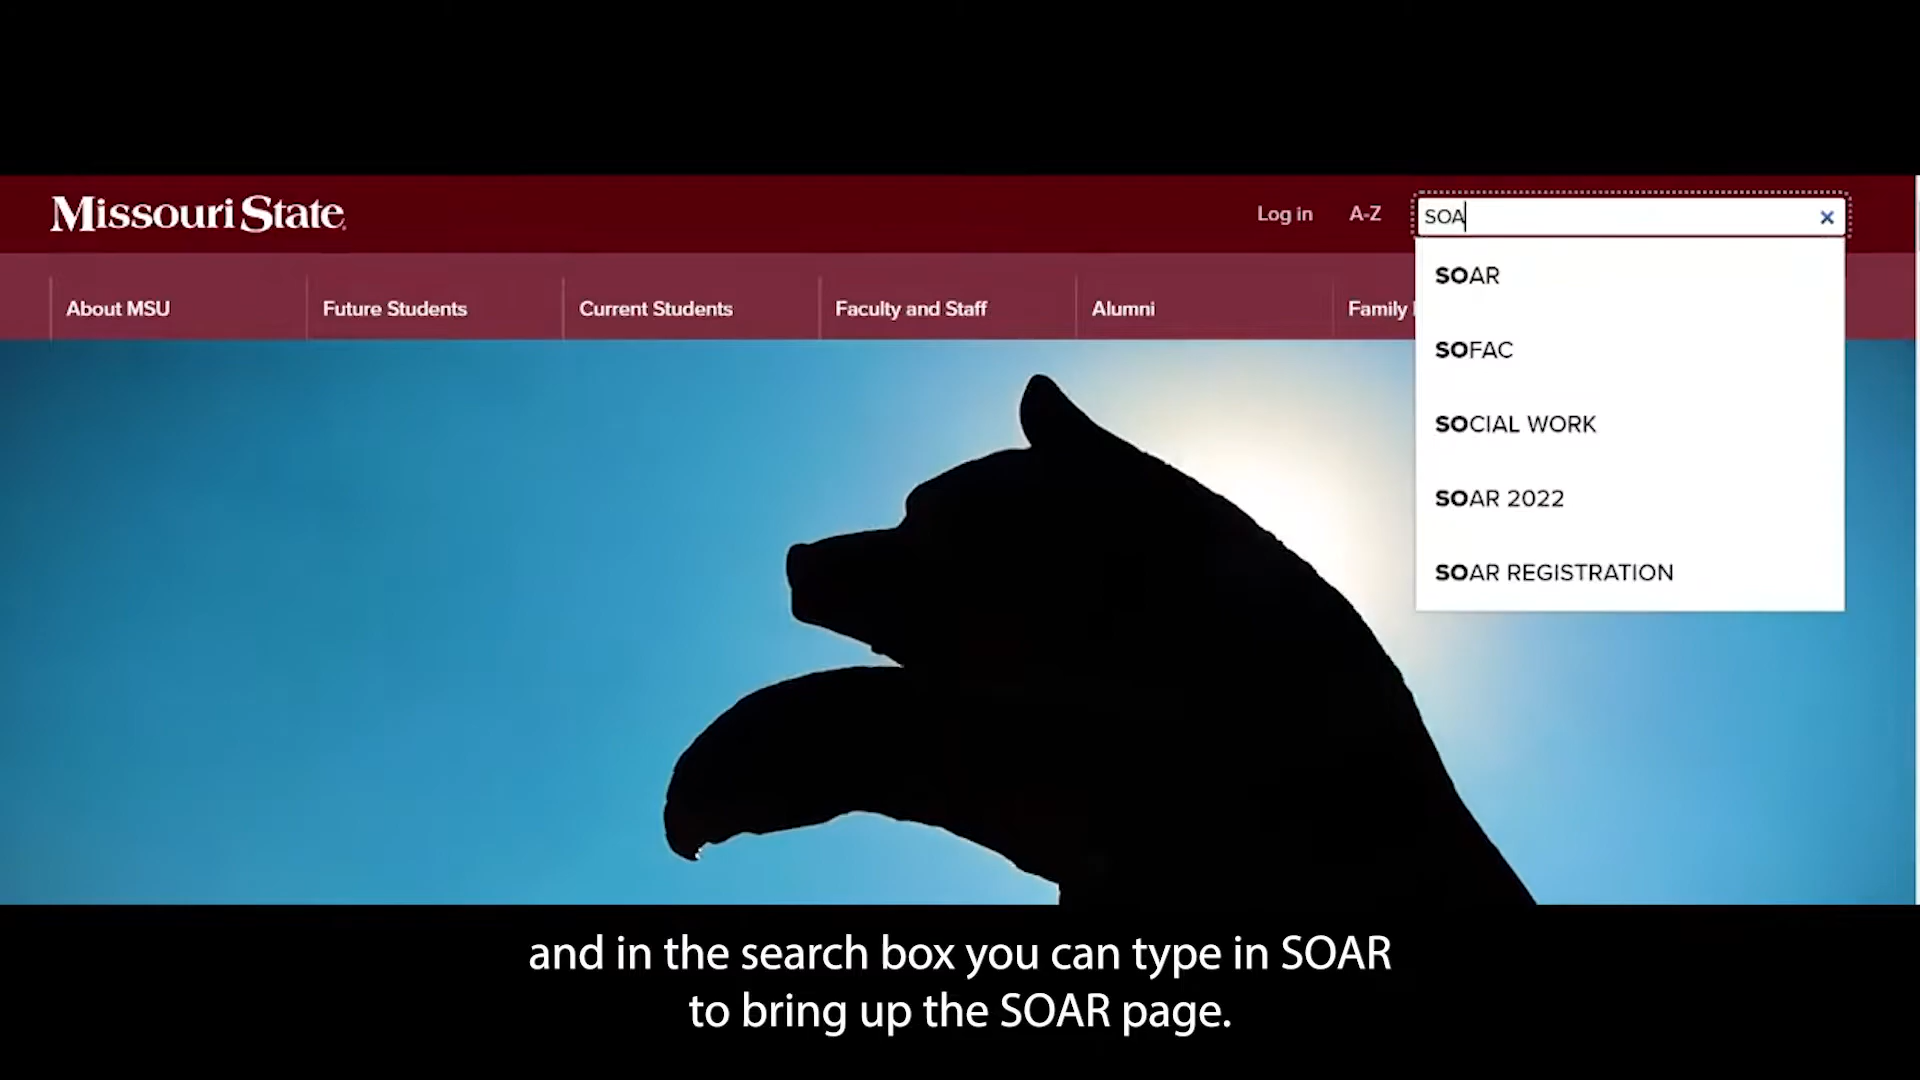 Missouri State
Log in
A-Z
SOA
About MSU
Future Students
Current Students
Faculty and Staff
Alumni
Family
SOAR
SOFAC
SOCIAL WORK
SOAR 2022
SOAR REGISTRATION
and in the search box you can type in SOAR
to bring up the SOAR page.